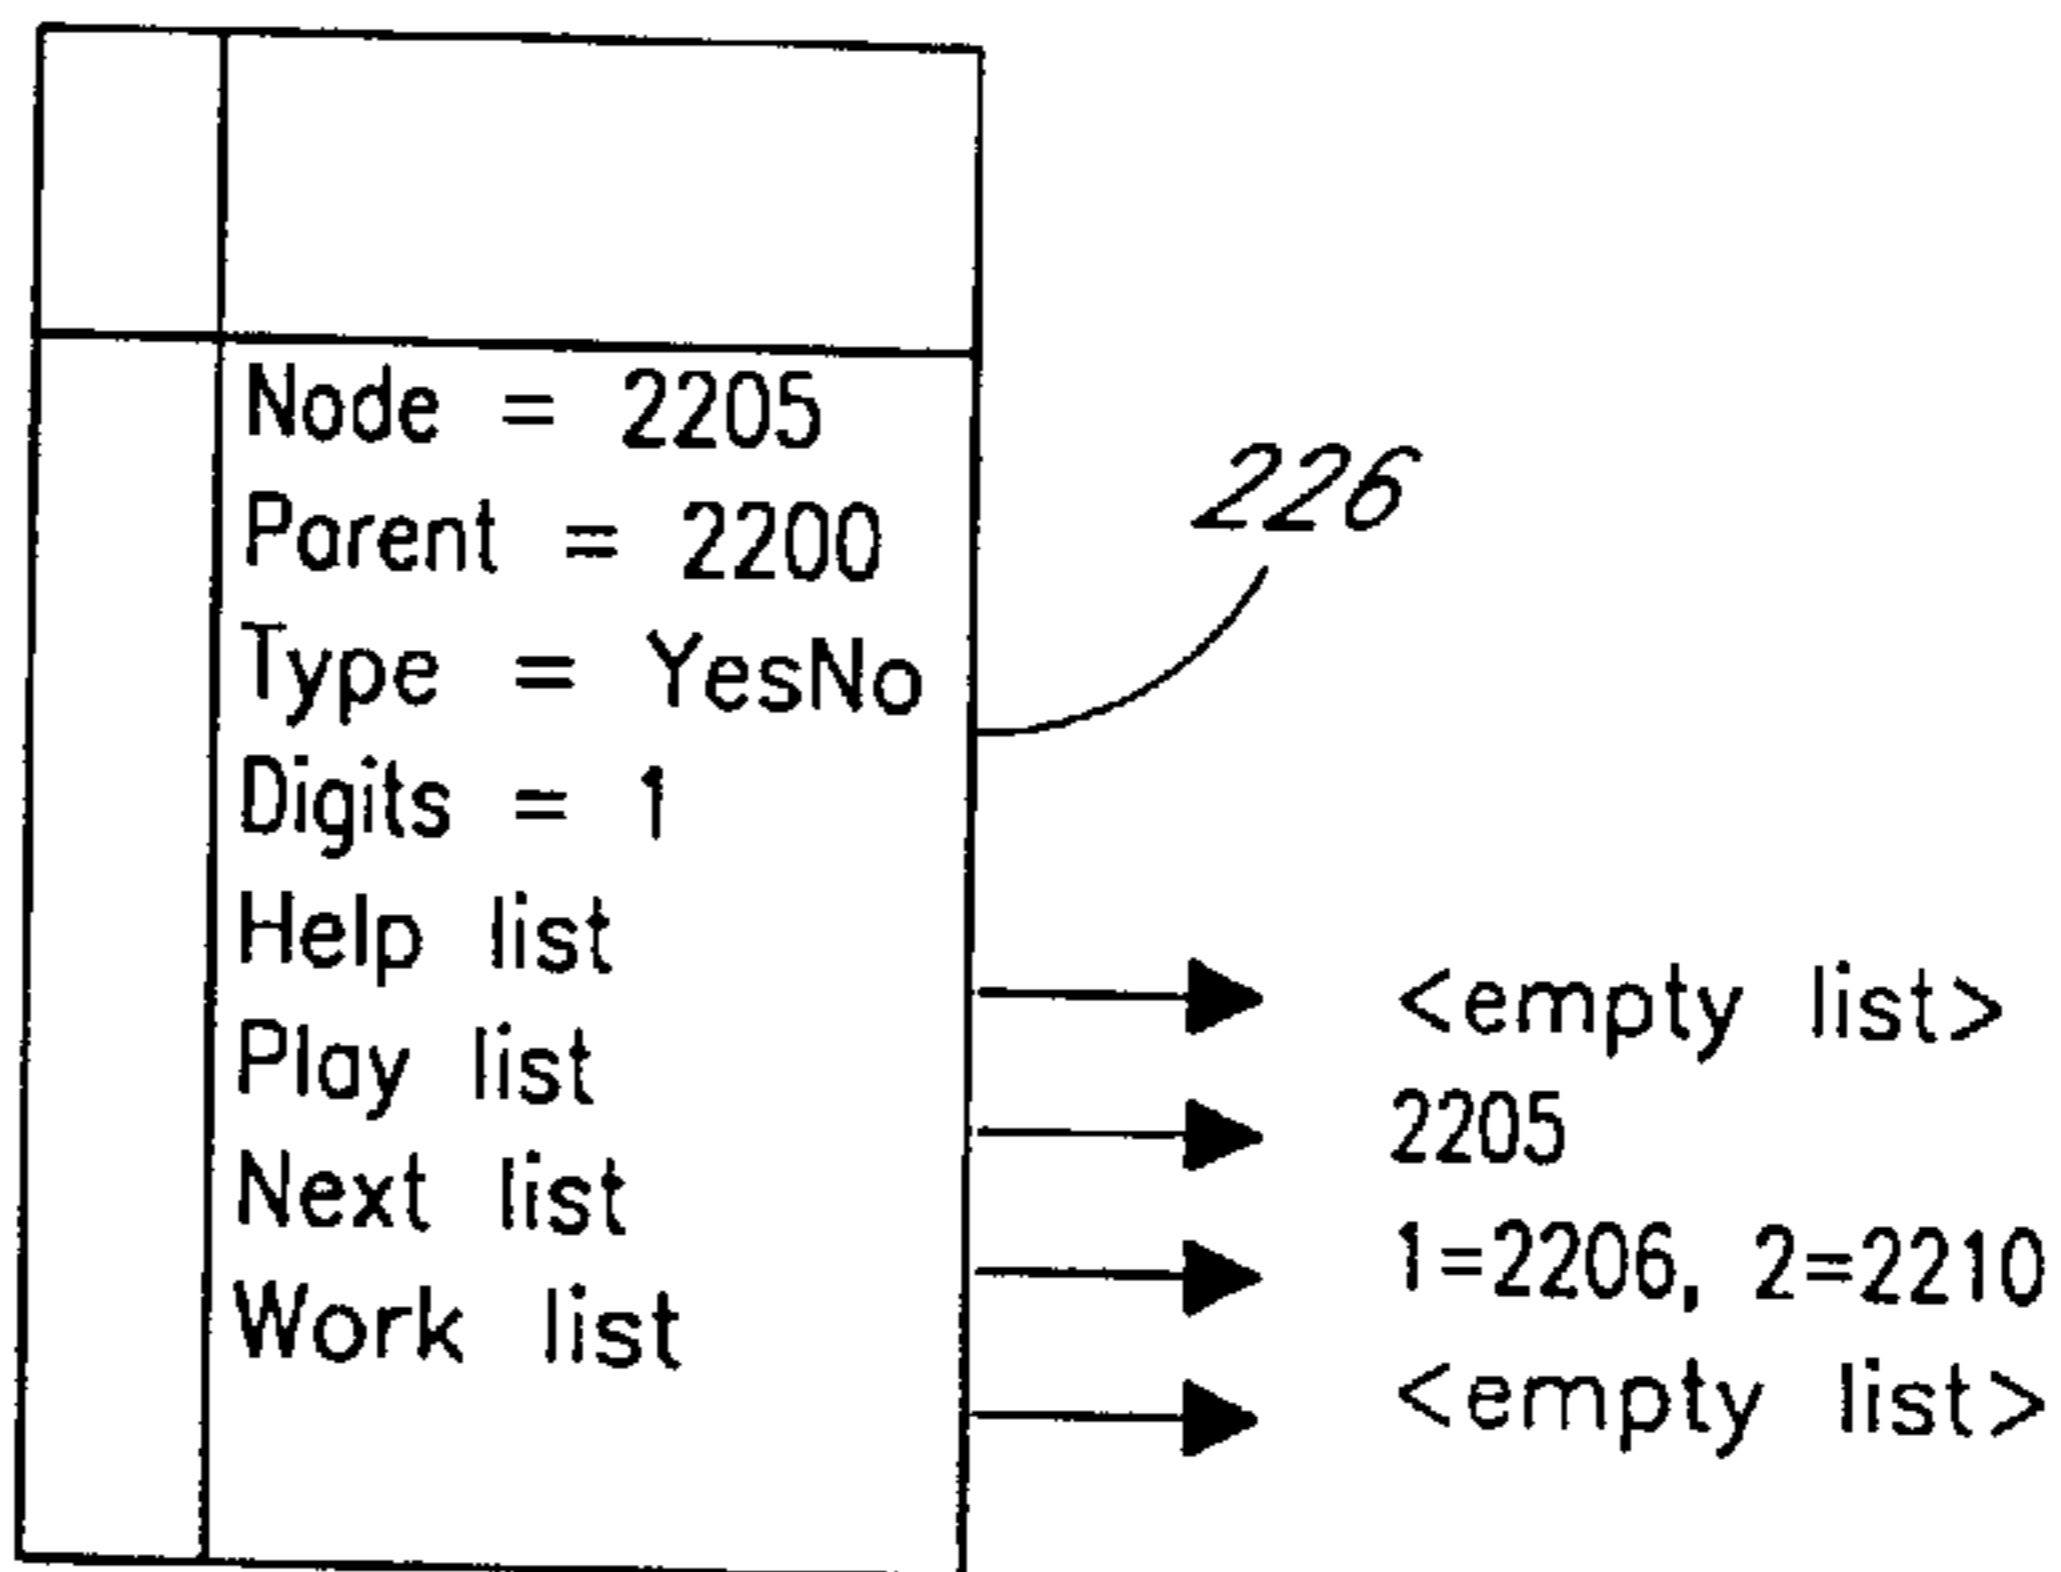 Node = 2205
226
Parent = 2200
Type = YesNo
Digits = 1
Help list
<empty list>
Play list
2205
Next list
1=2206, 2=2210
Work list
<empty list>